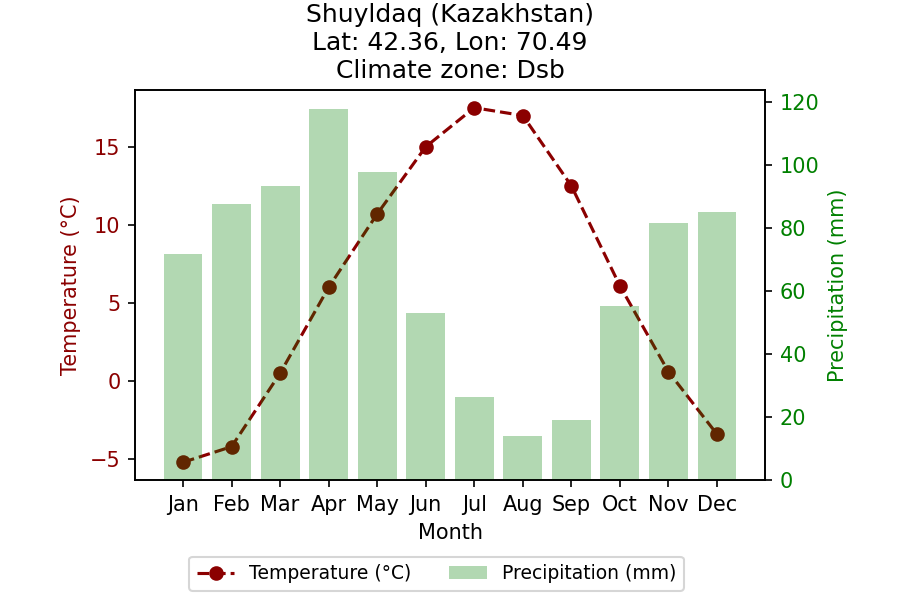 Shuyldaq (Kazakhstan)
Lat: 42.36, Lon: 70.49
Climate zone: Dsb
Temperature (°C)
15
10
5
0
−5
120
100
80
60
40
20
0
Precipitation (mm)
Jan Feb Mar Apr May Jun Jul Aug Sep Oct Nov Dec
Month
Temperature (°C) Precipitation (mm)